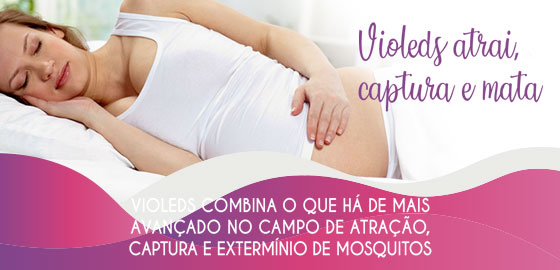 Violeds atrai,
captura e mata
VIOLEDS COMBINA O QUE HÁ DE MAIS
AVANÇADO NO CAMPO DE ATRAÇÃO,
CAPTURA E EXTERMÍNIO DE MOSQUITOS